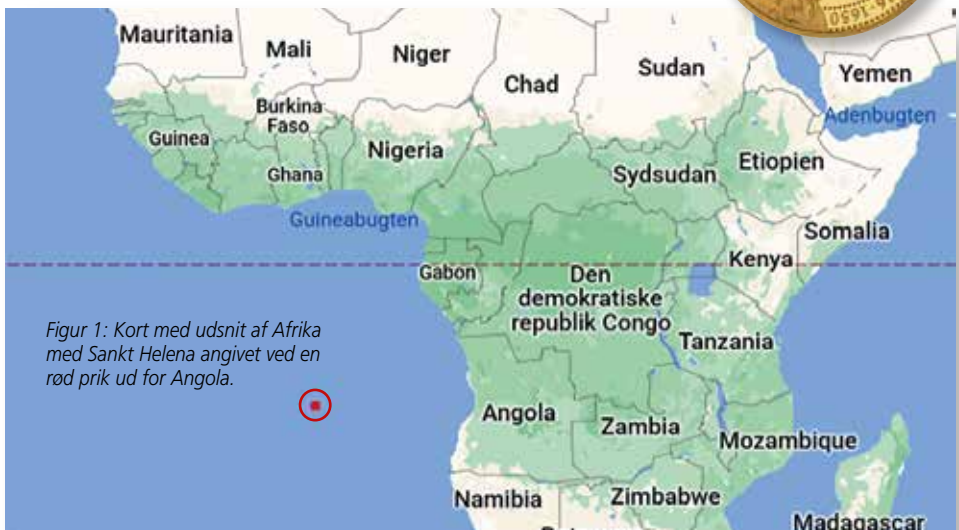 6. 1650
Mauritania
Mali
Niger
Chad
Sudan
Yemen
Adenbugten
Burkina
Faso
Guinea
Ghana
Nigeria
Sydsudan
Etiopien
Guineabugten
Somalia
Kenya
Gabon
Den
demokratiske
republik Congo
Tanzania
Figur 1: Kort med udsnit af Afrika
med Sankt Helena angivet ved en
rød prik ud for Angola.
Angola
Zambia
Mozambique
Namibia
Zimbabwe
Madagascar